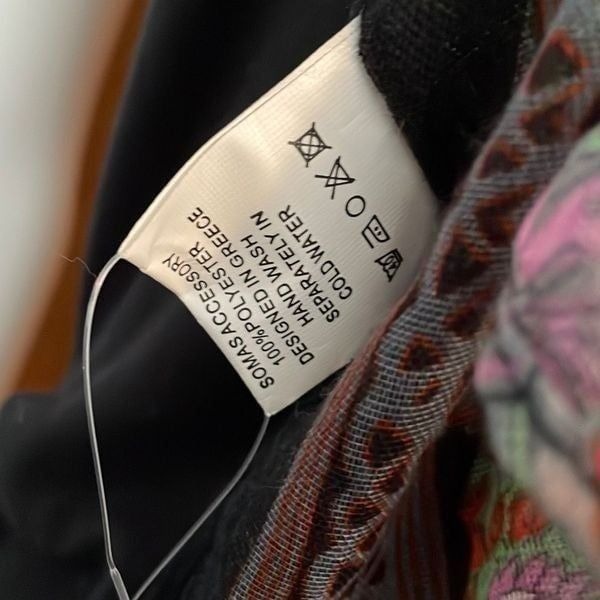 SOMAS ACCESSORY
100%POLYESTER
DESIGNED IN GREECE
HAND WASH
SEPARATELY IN
COLD WATER